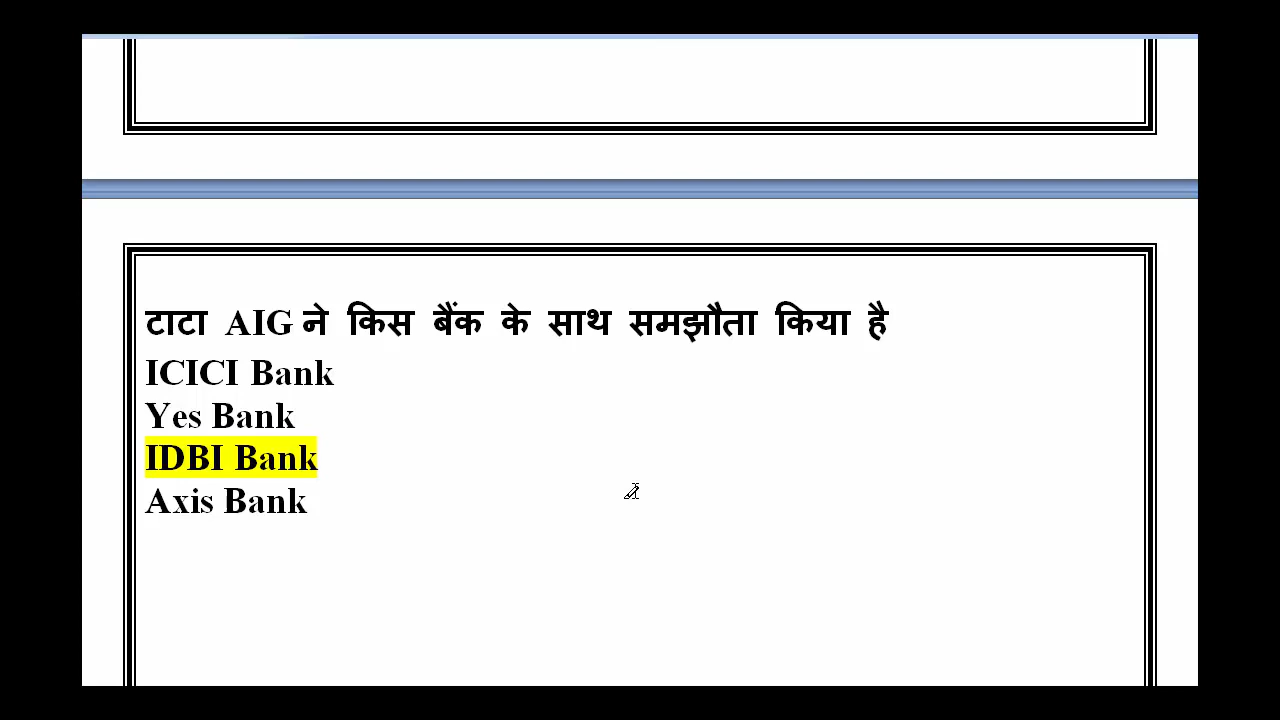 टाटा AIG ने किस बैंक के साथ समझौता किया है
ICICI Bank
Yes Bank
IDBI Bank
Axis Bank